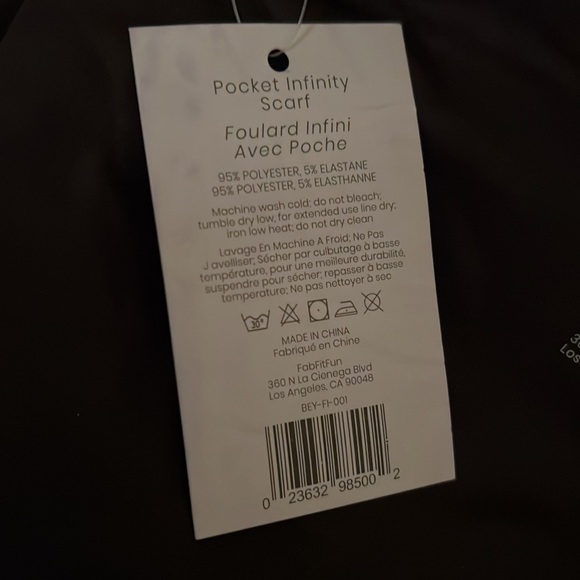 Pocket Infinity
Scarf
Foulard Infini
Avec Poche
95% POLYESTER, 5% ELASTANE
95% POLYESTER, 5% ELASTHANNE
Machine wash cold; do not bleach;
tumble dry low, for extended use line dry;
iron low heat; do not dry clean
Lavage En Machine A Froid; Ne Pas
J avelliser; Sécher par culbutage à basse
température, pour une meilleure durabilité,
suspendre pour sécher; repasser à basse
temperature; Ne pas nettoyer à sec
30°
MADE IN CHINA
Fabriqué en Chine
FabFitFun
360 N La Cienega Blvd
Los Angeles, CA 90048
BEY-FI-001
0 23632 98500 2
36
Los